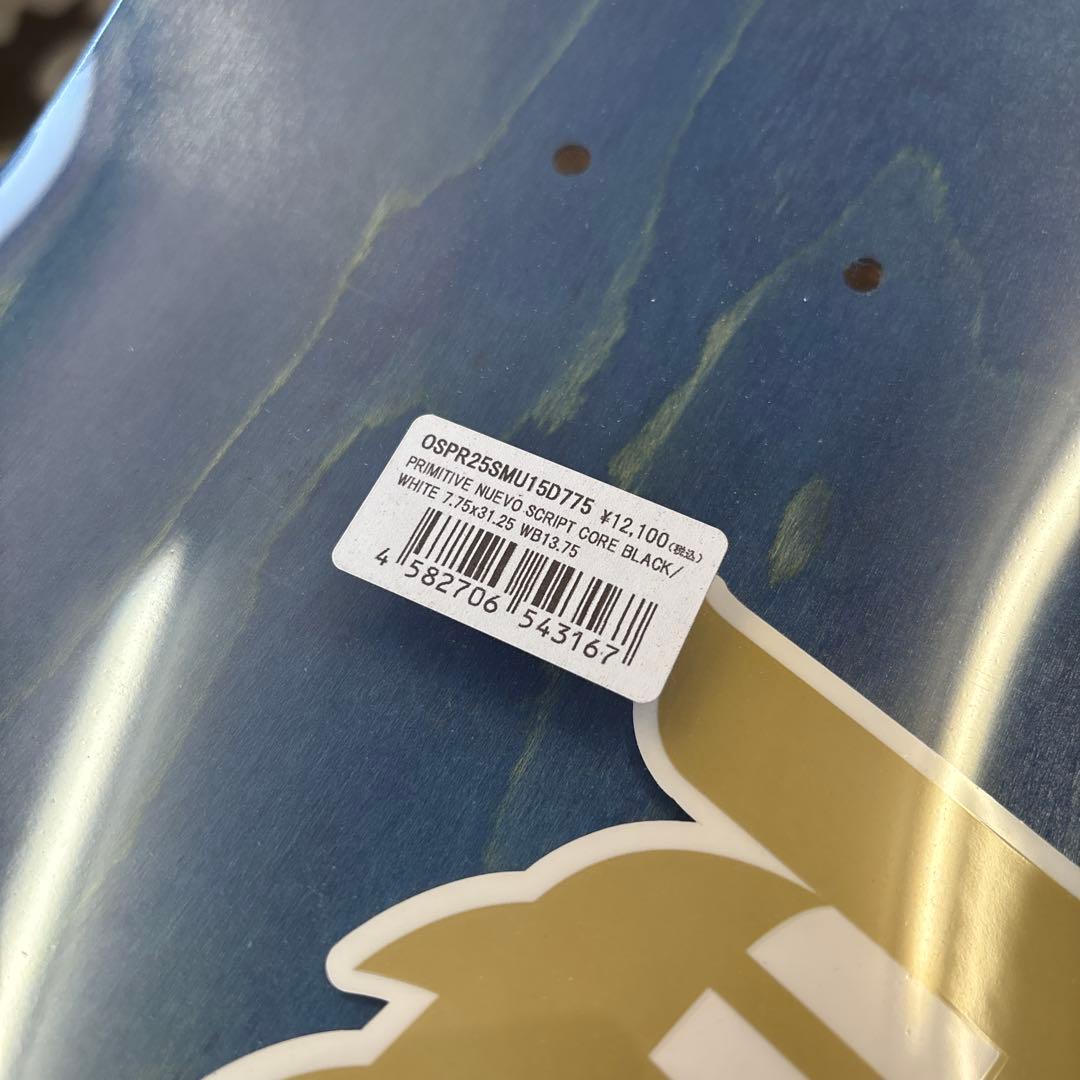 OSPR25SMU15D775 ¥12,100(税込)
PRIMITIVE NUEVO SCRIPT CORE BLACK/
WHITE 7.75x31.25 WB13.75
4 582706 543167